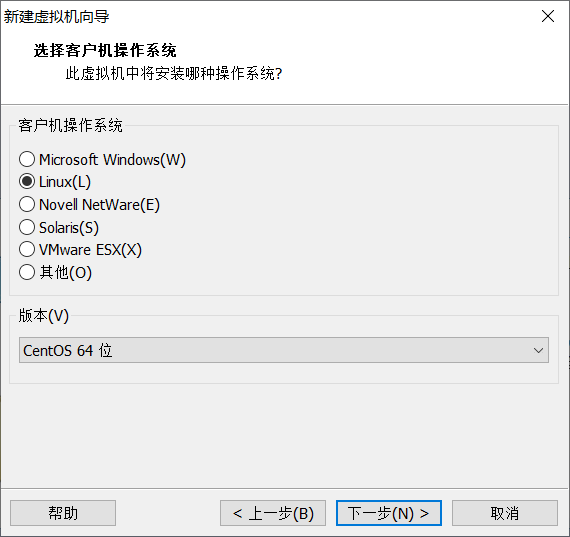 新建虚拟机向导
选择客户机操作系统
此虚拟机中将安装哪种操作系统?
客户机操作系统
Microsoft Windows(W)
Linux(L)
Novell NetWare(E)
Solaris(S)
VMware ESX(X)
其他(O)
版本(V)
CentOS 64 位
帮助
< 上一步(B)
下一步(N) >
取消